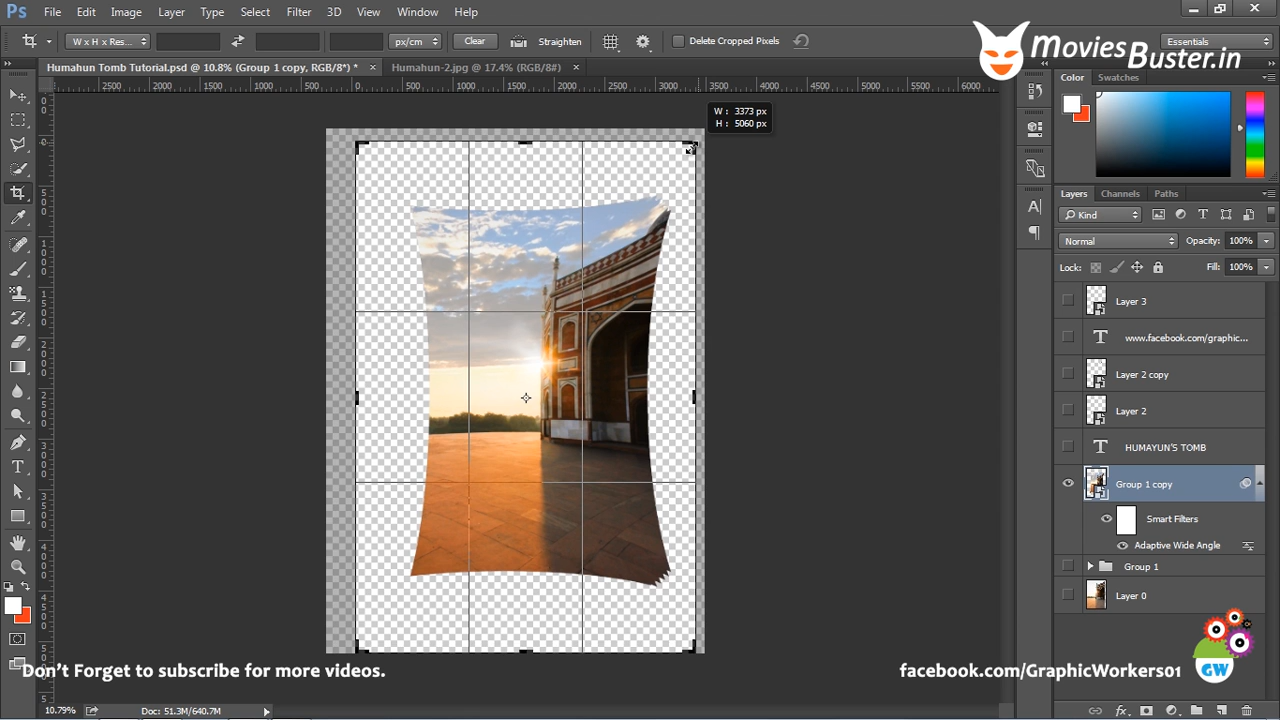 Ps File Edit Image Layer Type Select Filter 3D View Window Help
W x H x Res... px/cm Clear Straighten Delete Cropped Pixels Essentials
MoviesBuster.in
Humahun Tomb Tutorial.psd @ 10.8% (Group 1 Copy, RGB/8*) * × Humahun-2.jpg @ 17.4% (RGB/8#) ×
2500 2000 1500 1000 500 0 500 1000 1500 2000 2500 3000 3500 4000 4500 5000 5500 6000
Color Swatches
W : 3373 px
H : 5060 px
Layers Channels Paths
Kind
Normal Opacity: 100%
Lock: Fill: 100%
Layer 3
www.facebook.com/graphic...
Layer 2 copy
Layer 2
HUMAYUN'S TOMB
Group 1 copy
Smart Filters
Adaptive Wide Angle
Group 1
Layer 0
GW
Don't Forget to subscribe for more videos.
facebook.com/GraphicWorkers01
10.79% Doc: 51.3M/640.7M